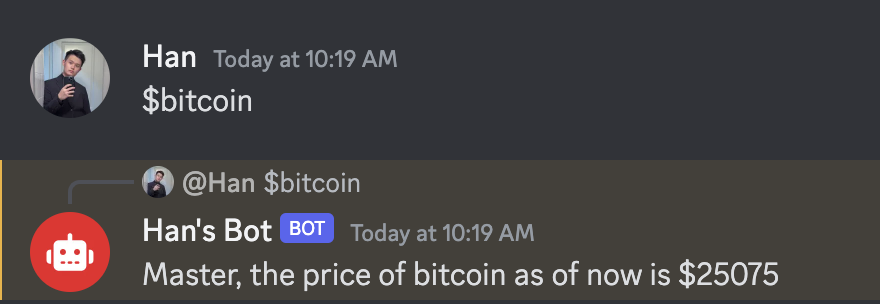 Han Today at 10:19 AM
$bitcoin
@Han $bitcoin
Han's Bot BOT Today at 10:19 AM
Master, the price of bitcoin as of now is $25075